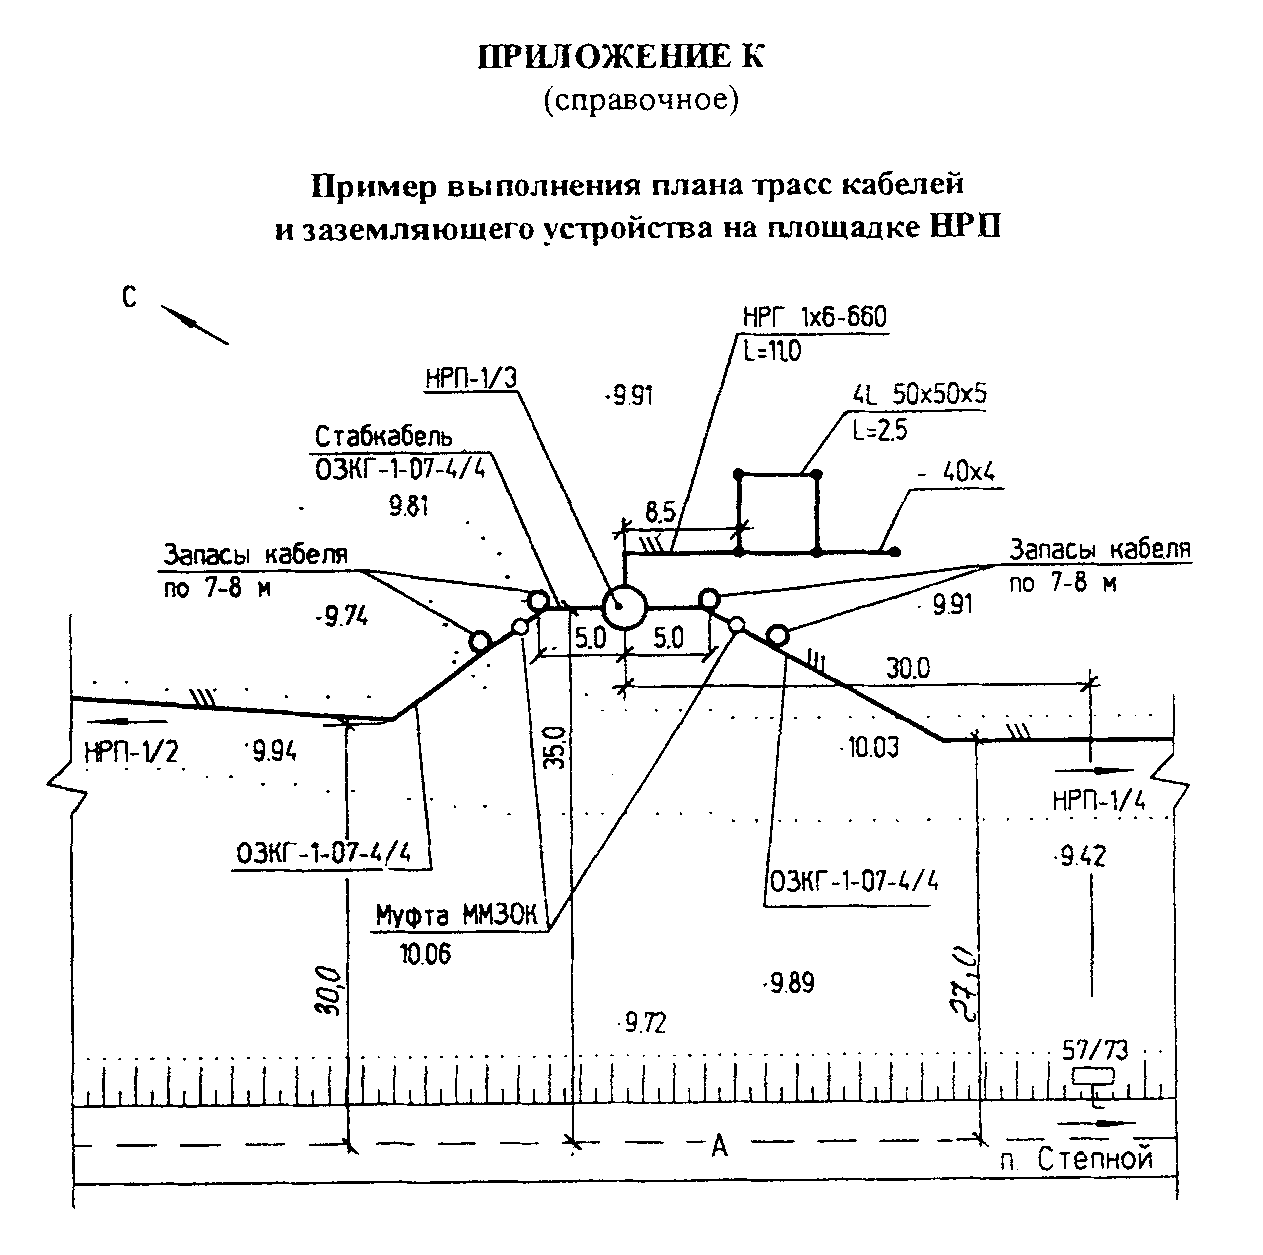 ПРИЛОЖЕНИЕ К
(справочное)
Пример выполнения плана трасс кабелей
и заземляющего устройства на площадке НРП
С
НРГ 1х6-660
L=11.0
НРП-1/3
·9.91
4L 50х50х5
L=2.5
Стабкабель
ОЗКГ-1-07-4/4
- 40х4
9.81
8.5
Запасы кабеля
по 7-8 м
Запасы кабеля
по 7-8 м
·9.74
·9.91
5.0
5.0
30.0
НРП-1/2
·9.94
35.0
·10.03
НРП-1/4
ОЗКГ-1-07-4/4
·9.42
ОЗКГ-1-07-4/4
Муфта ММЗОК
10.06
30,0
·9.89
27,0
·9.72
57/73
А
п. Степной